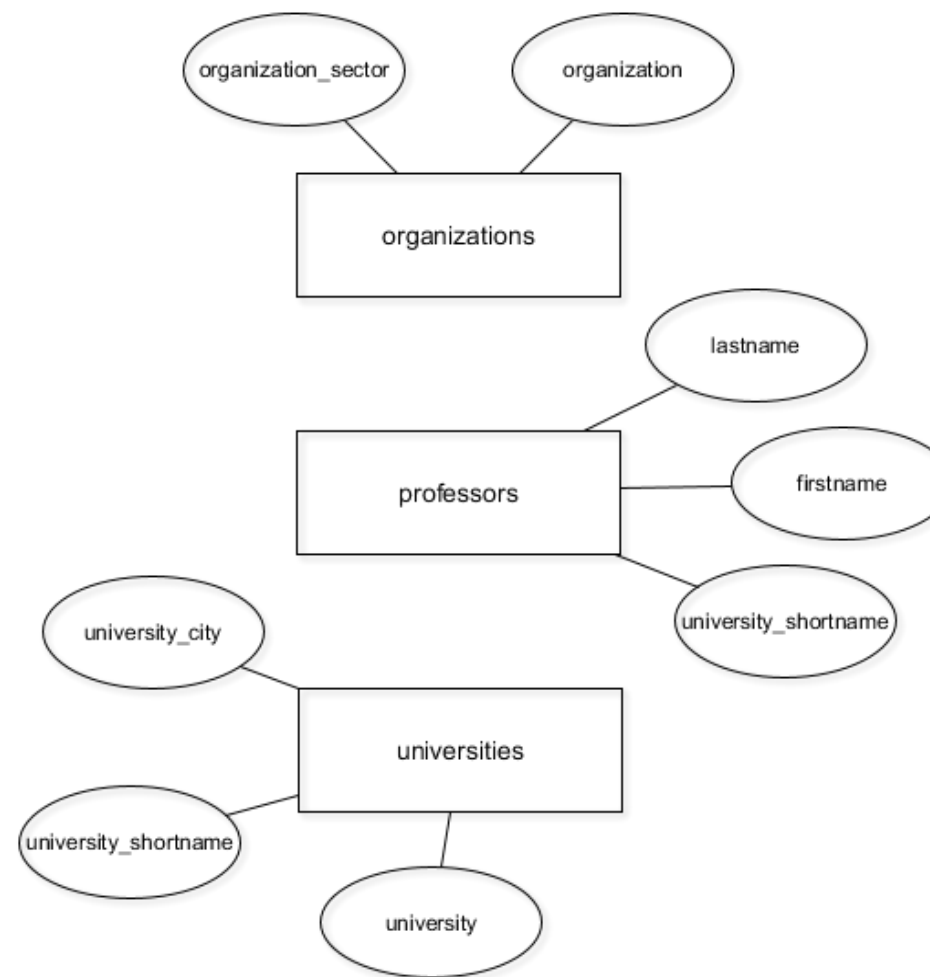 organization_sector
organization
organizations
lastname
professors
firstname
university_shortname
university_city
universities
university_shortname
university